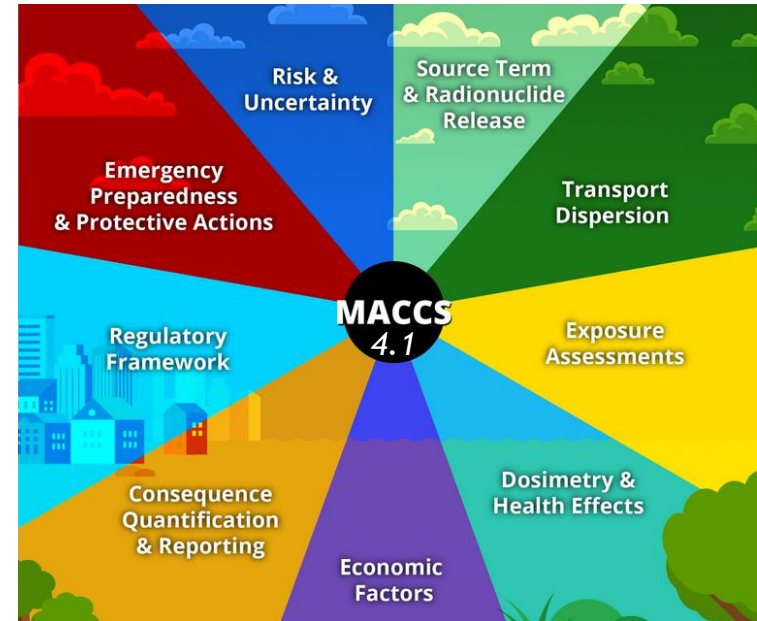 Risk &
Uncertainty
Source Term
& Radionuclide
Release
Emergency
Preparedness
& Protective Actions
Transport
Dispersion
MACCS
4.1
Regulatory
Framework
Exposure
Assessments
Consequence
Quantification
& Reporting
Dosimetry &
Health Effects
Economic
Factors